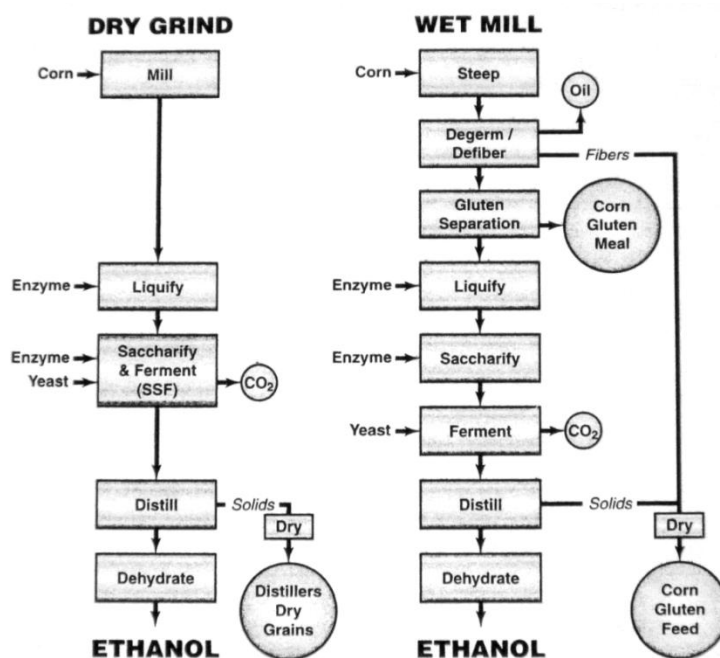 DRY GRIND
Corn
Mill
Enzyme
Liquify
Enzyme
Yeast
Saccharify
& Ferment
(SSF)
CO2
Distill
Solids
Dry
Dehydrate
Distillers
Dry
Grains
ETHANOL
WET MILL
Corn
Steep
Oil
Degerm /
Defiber
Fibers
Gluten
Separation
Corn
Gluten
Meal
Enzyme
Liquify
Enzyme
Saccharify
Yeast
Ferment
CO2
Distill
Solids
Dry
Dehydrate
Corn
Gluten
Feed
ETHANOL